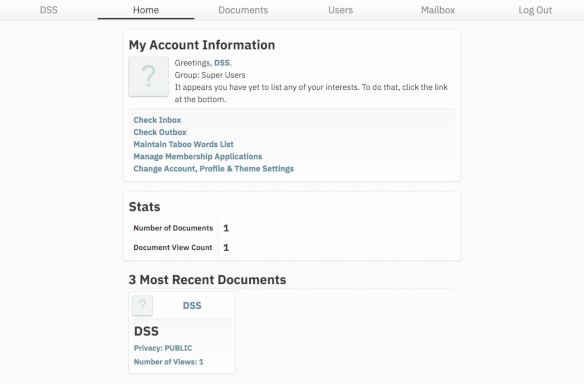 DSS Home Documents Users Mailbox Log Out
My Account Information
?
Greetings, DSS.
Group: Super Users
It appears you have yet to list any of your interests. To do that, click the link
at the bottom.
Check Inbox
Check Outbox
Maintain Taboo Words List
Manage Membership Applications
Change Account, Profile & Theme Settings
Stats
Number of Documents 1
Document View Count 1
3 Most Recent Documents
? DSS
DSS
Privacy: PUBLIC
Number of Views: 1